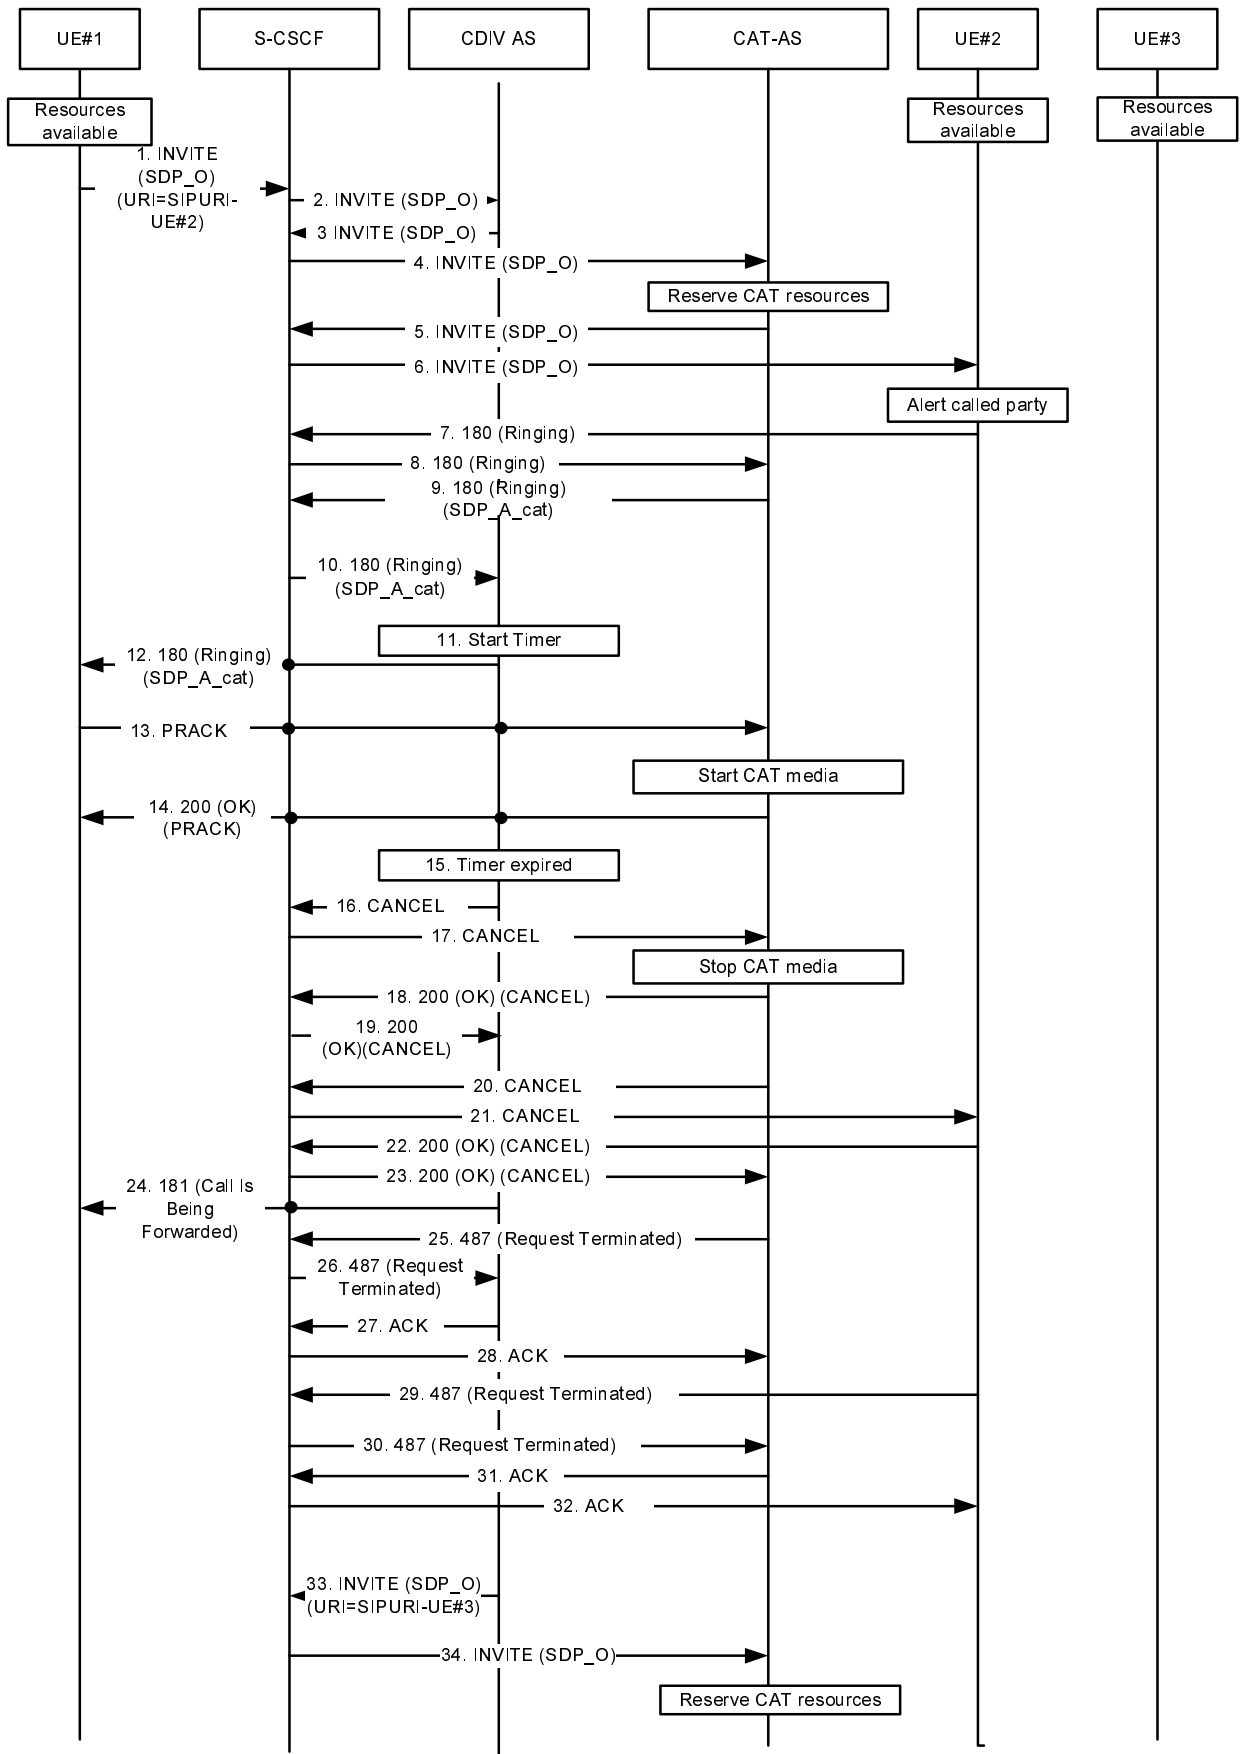 UE#1
S-CSCF
CDIV AS
CAT-AS
UE#2
UE#3
Resources
available
Resources
available
Resources
available
1. INVITE
(SDP_O)
(URI=SIPURI-
UE#2)
2. INVITE (SDP_O)
3 INVITE (SDP_O)
4. INVITE (SDP_O)
Reserve CAT resources
5. INVITE (SDP_O)
6. INVITE (SDP_O)
Alert called party
7. 180 (Ringing)
8. 180 (Ringing)
9. 180 (Ringing)
(SDP_A_cat)
10. 180 (Ringing)
(SDP_A_cat)
11. Start Timer
12. 180 (Ringing)
(SDP_A_cat)
13. PRACK
Start CAT media
14. 200 (OK)
(PRACK)
15. Timer expired
16. CANCEL
17. CANCEL
Stop CAT media
18. 200 (OK) (CANCEL)
19. 200
(OK)(CANCEL)
20. CANCEL
21. CANCEL
22. 200 (OK) (CANCEL)
23. 200 (OK) (CANCEL)
24. 181 (Call Is
Being
Forwarded)
25. 487 (Request Terminated)
26. 487 (Request
Terminated)
27. ACK
28. ACK
29. 487 (Request Terminated)
30. 487 (Request Terminated)
31. ACK
32. ACK
33. INVITE (SDP_O)
(URI=SIPURI-UE#3)
34. INVITE (SDP_O)
Reserve CAT resources